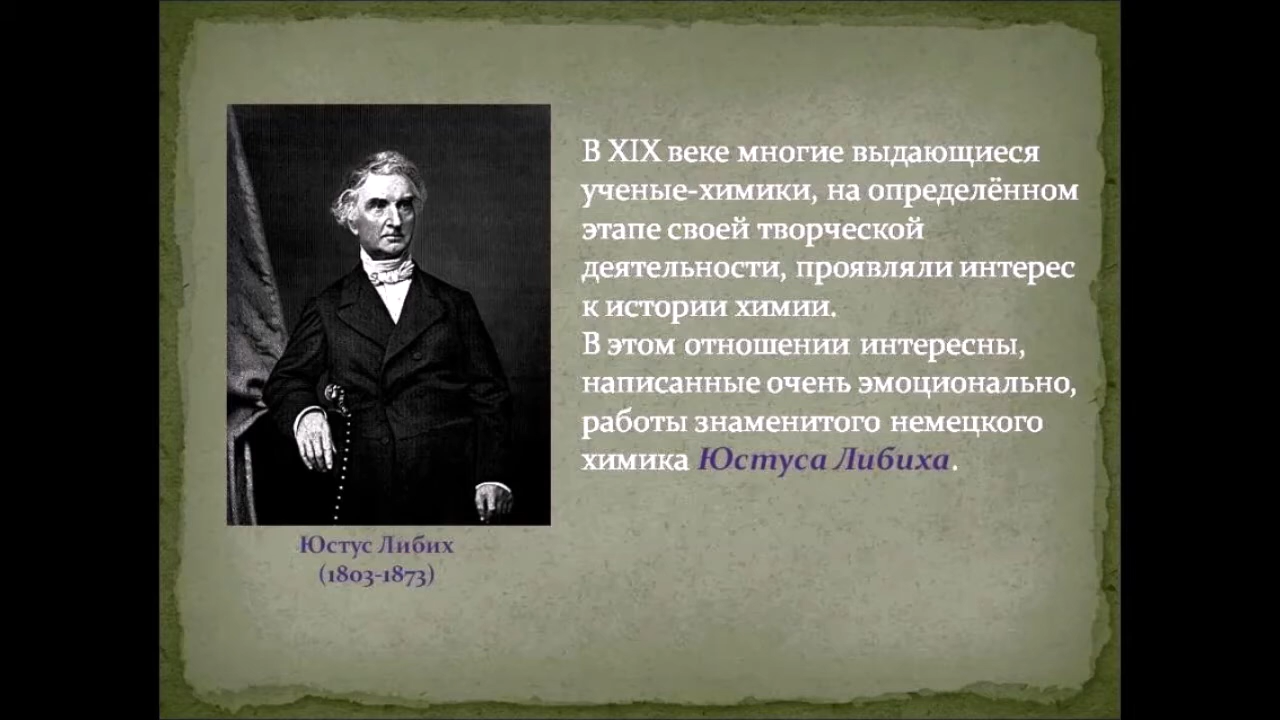 В XIX веке многие выдающиеся
ученые-химики, на определённом
этапе своей творческой
деятельности, проявляли интерес
к истории химии.
В этом отношении интересны,
написанные очень эмоционально,
работы знаменитого немецкого
химика Юстуса Либиха.
Юстус Либих
(1803-1873)